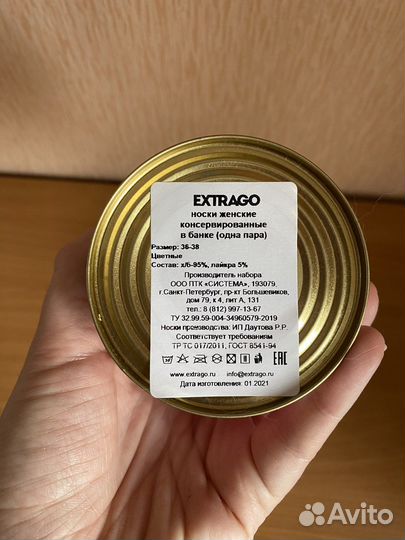 EXTRAGO
носки женские
консервированные
в банке (одна пара)
Размер: 36-38
Цветные
Состав: х/б-95%, лайкра 5%
Производитель набора
ООО ПТК «СИСТЕМА», 193079,
г.Санкт-Петербург, пр-кт Большевиков,
дом 79, к 4, лит А, 131
тел.: 8 (812) 997-13-67
ТУ 32.99.59-004-34960579-2019
Носки производства: ИП Даутова Р.Р.
Соответствует требованиям
ТР ТС 017/2011, ГОСТ 8541-94
EAC
www.extrago.ru info@extrago.ru
Дата изготовления: 01.2021
Avito